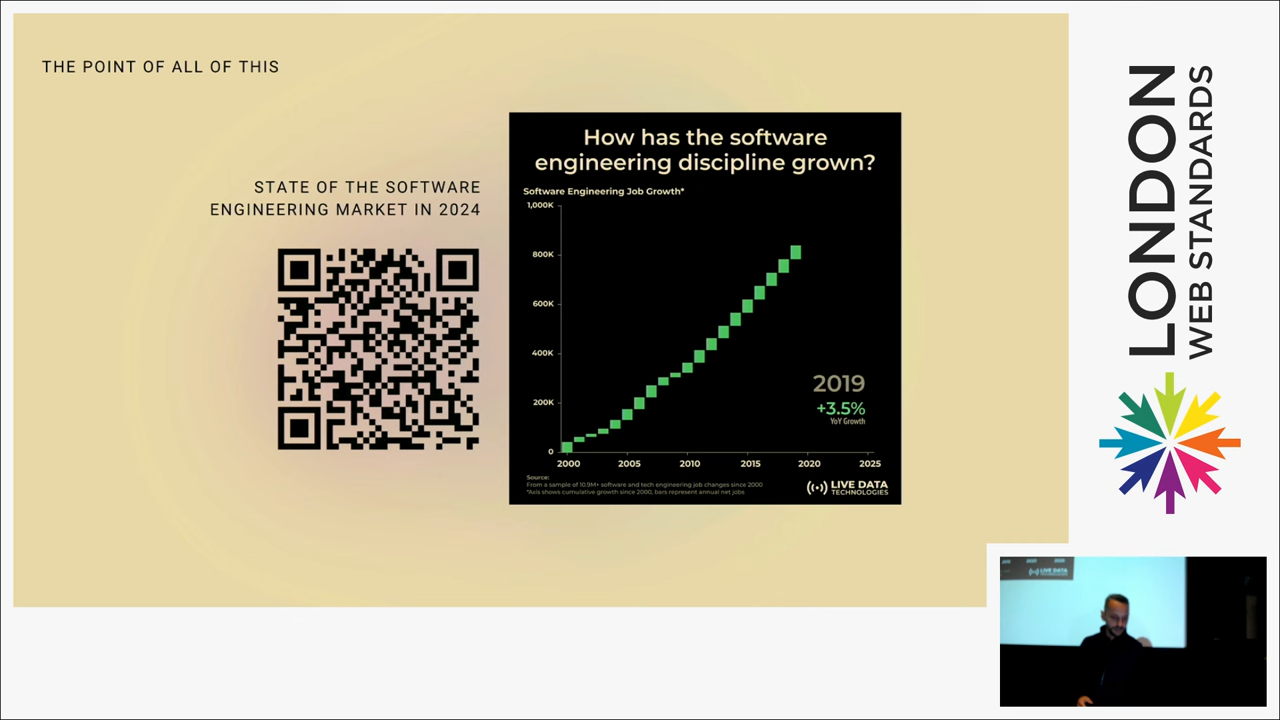 THE POINT OF ALL OF THIS
STATE OF THE SOFTWARE
ENGINEERING MARKET IN 2024
How has the software
engineering discipline grown?
Software Engineering Job Growth*
1,000K
800K
600K
400K
200K
0
2000
2005
2010
2015
2020
2025
2019
+3.5%
YoY Growth
Source:
From a sample of 10.9M+ software and tech engineering job changes since 2000
*Axis shows cumulative growth since 2000, bars represent annual net jobs
LIVE DATA
TECHNOLOGIES
LONDON
WEB STANDARDS
LIVE DATA
TECHNOLOGIES